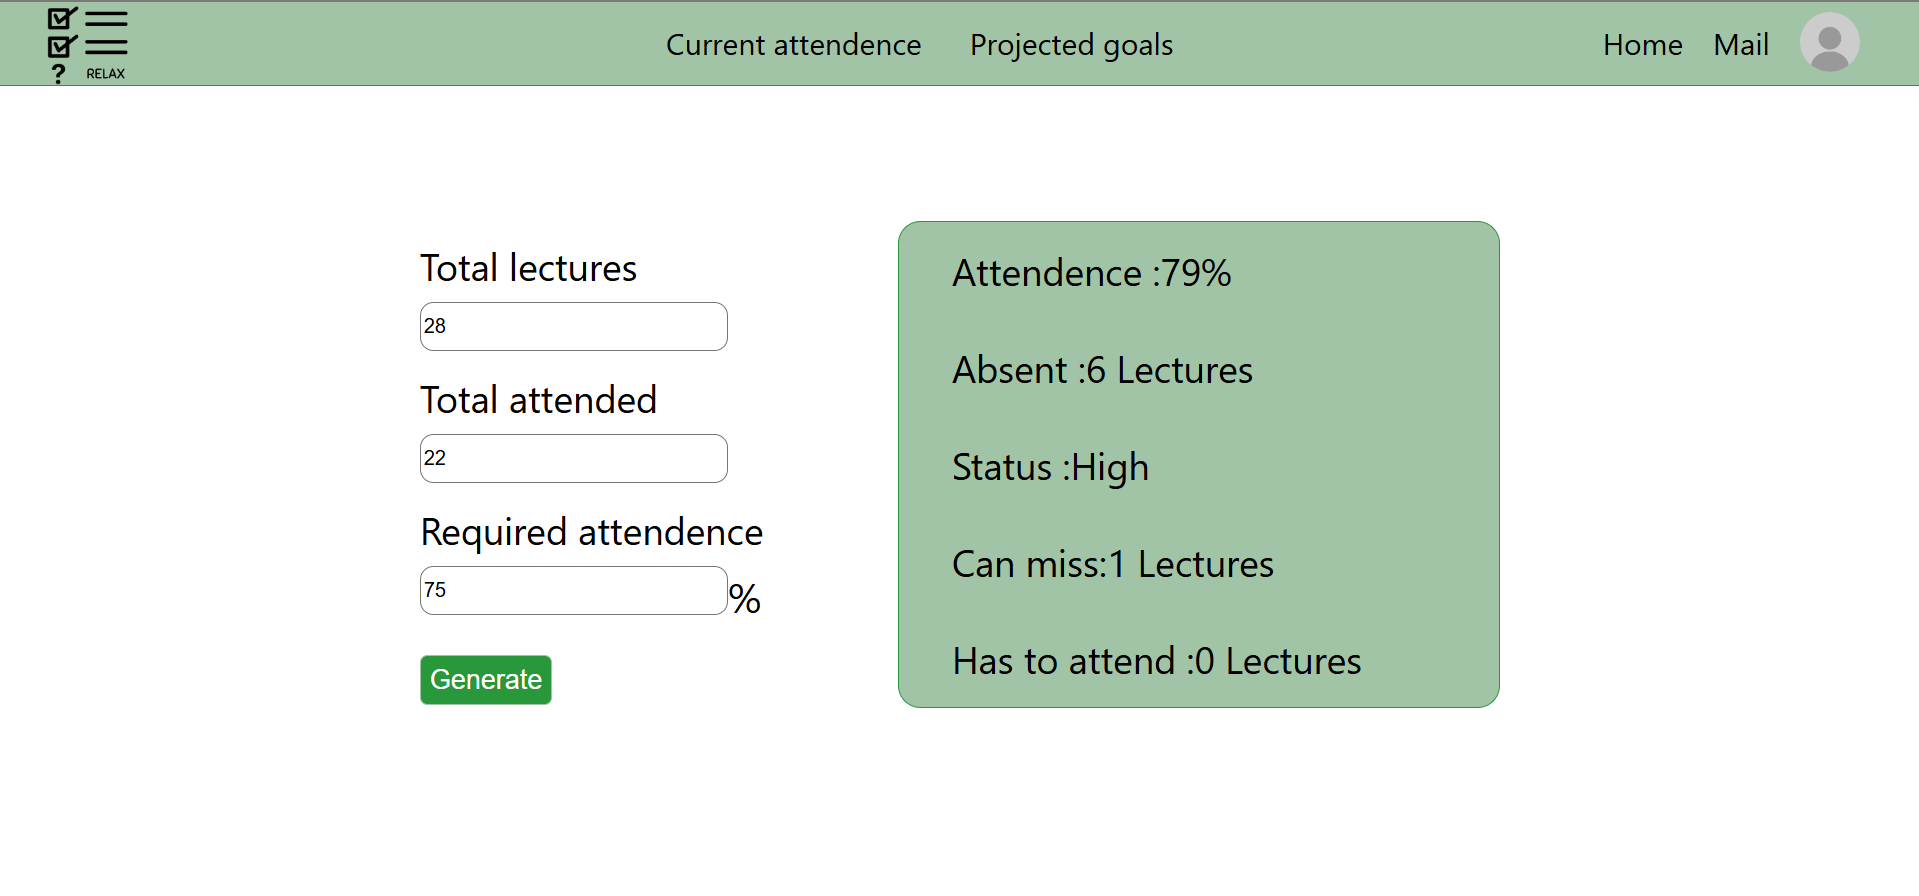 ? RELAX
Current attendence
Projected goals
Home
Mail
Total lectures
28
Total attended
22
Required attendence
75
%
Generate
Attendence :79%
Absent :6 Lectures
Status :High
Can miss:1 Lectures
Has to attend :0 Lectures